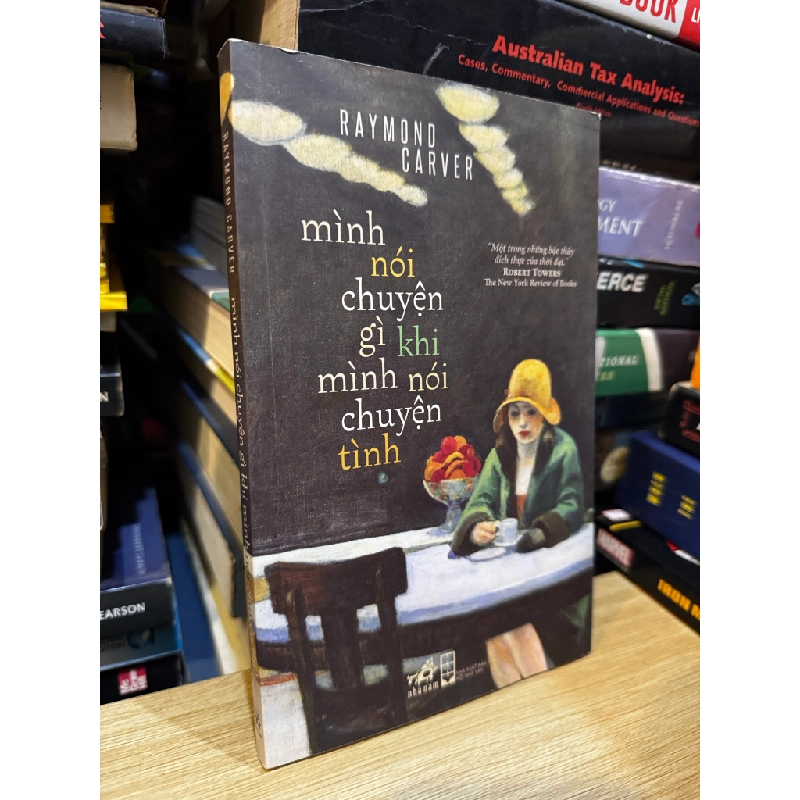 RAYMOND
CARVER
mình
nói
chuyện
gì khi
mình nói
chuyện
tình
"Một trong những bậc thầy
đích thực của thời đại.
ROBERT TOWERS
The New York Review of Books
nhã nam
RAYMOND CARVER mình nói chuyện gì khi mình
BOOK
Australian Tax Analysis:
Cases, Commentary, Commercial Applications and Questions
MENT
ERCE
MARVEL
IRON M
EARSON